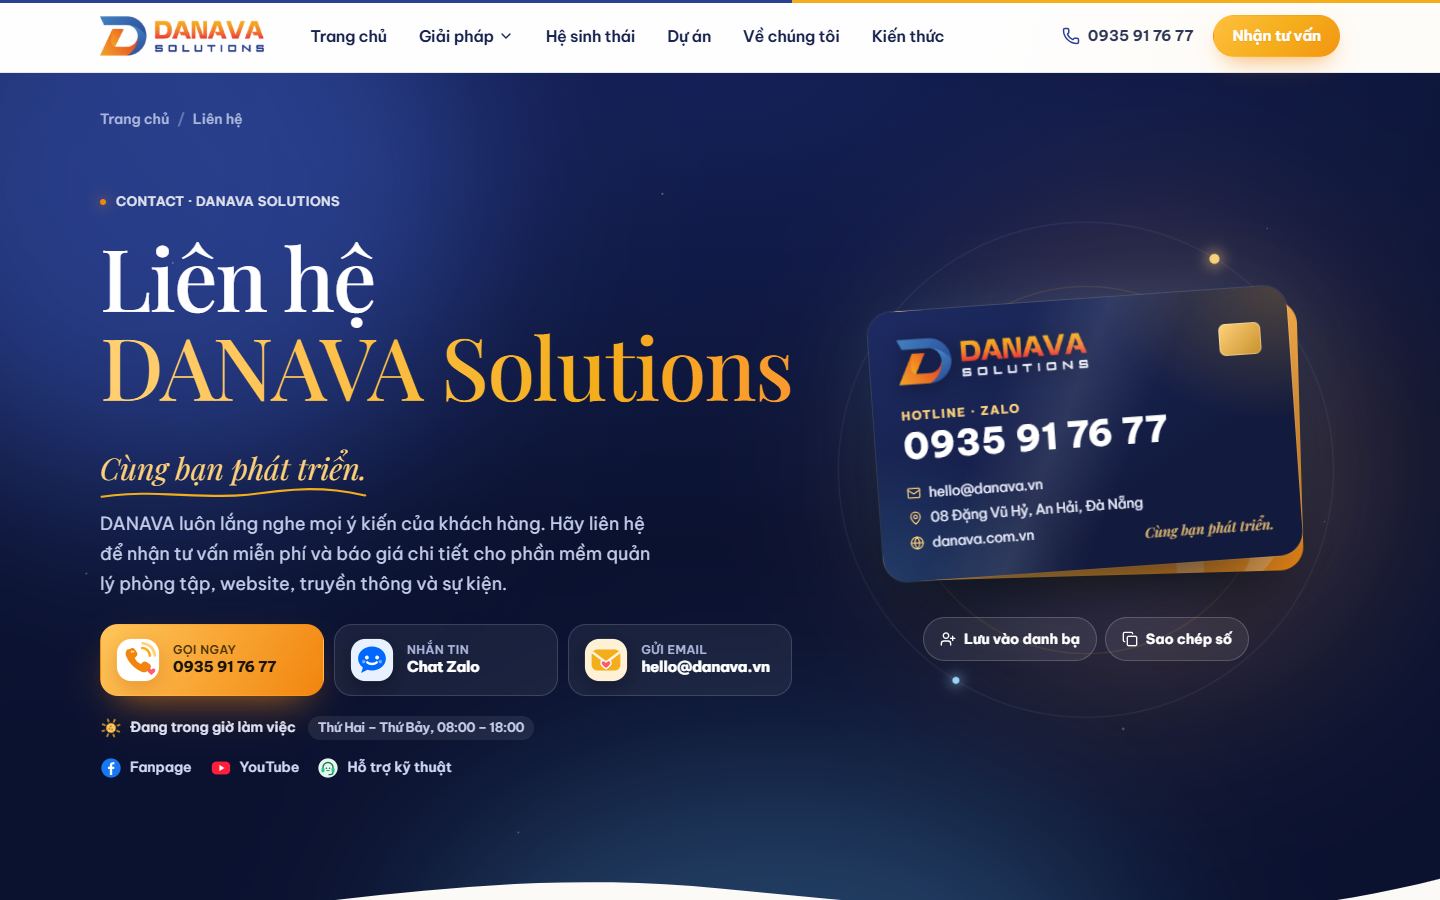 DANAVA
SOLUTIONS
Trang chủ
Giải pháp
Hệ sinh thái
Dự án
Về chúng tôi
Kiến thức
0935 91 76 77
Nhận tư vấn
Trang chủ / Liên hệ
CONTACT · DANAVA SOLUTIONS
Liên hệ
DANAVA Solutions
Cùng bạn phát triển.
DANAVA luôn lắng nghe mọi ý kiến của khách hàng. Hãy liên hệ
để nhận tư vấn miễn phí và báo giá chi tiết cho phần mềm quản
lý phòng tập, website, truyền thông và sự kiện.
GỌI NGAY
0935 91 76 77
NHẮN TIN
Chat Zalo
GỬI EMAIL
hello@danava.vn
Đang trong giờ làm việc
Thứ Hai – Thứ Bảy, 08:00 – 18:00
Fanpage
YouTube
Hỗ trợ kỹ thuật
DANAVA
SOLUTIONS
HOTLINE · ZALO
0935 91 76 77
hello@danava.vn
08 Đặng Vũ Hỷ, An Hải, Đà Nẵng
danava.com.vn
Cùng bạn phát triển.
Lưu vào danh bạ
Sao chép số